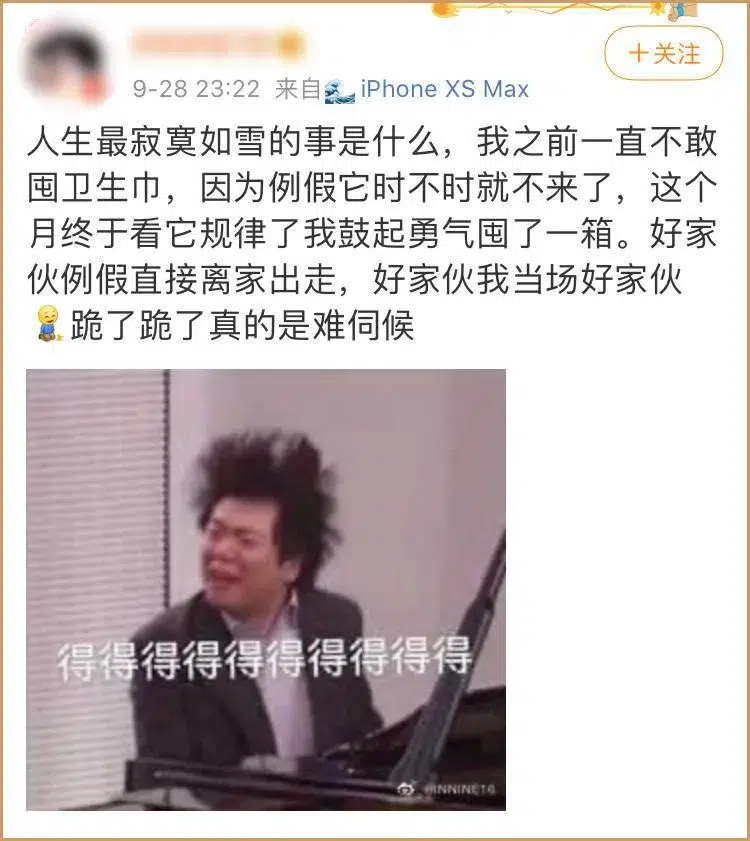 +关注
9-28 23:22 来自 iPhone XS Max
人生最寂寞如雪的事是什么，我之前一直不敢
囤卫生巾，因为例假它时不时就不来了，这个
月终于看它规律了我鼓起勇气囤了一箱。好家
伙例假直接离家出走，好家伙我当场好家伙
跪了跪了真的是难伺候
得得得得得得得得得得